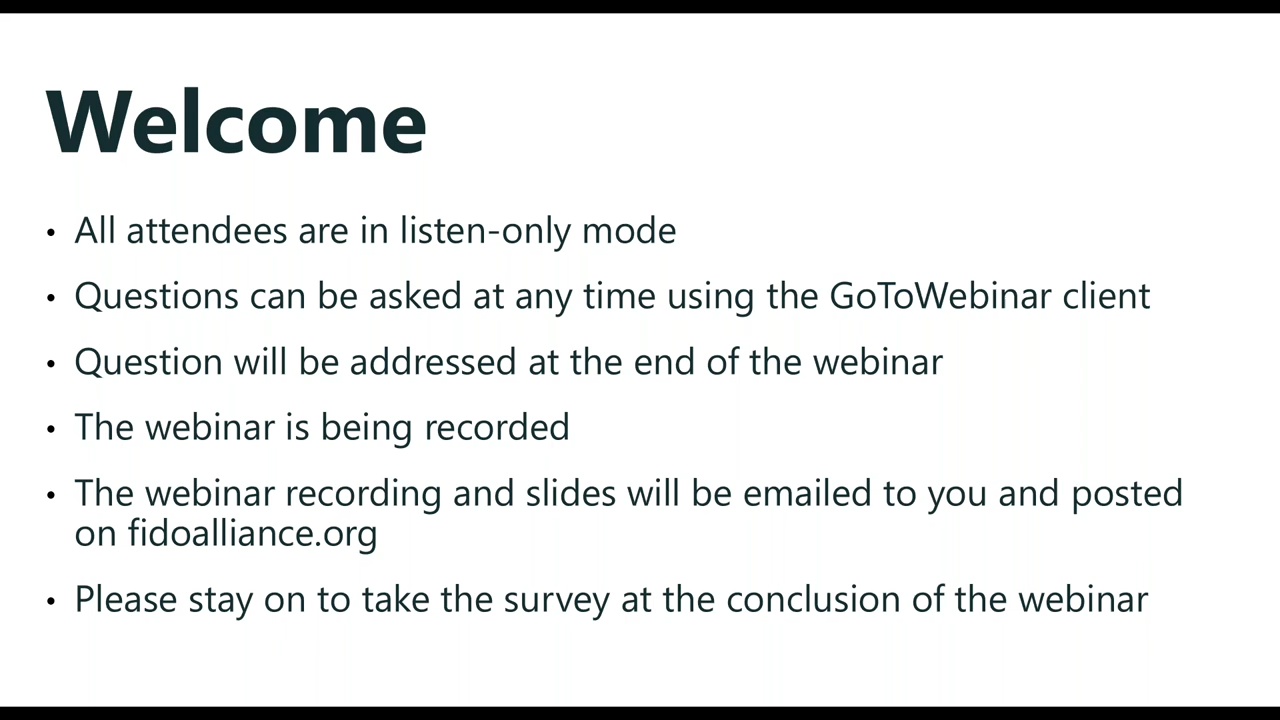 Welcome
• All attendees are in listen-only mode
• Questions can be asked at any time using the GoToWebinar client
• Question will be addressed at the end of the webinar
• The webinar is being recorded
• The webinar recording and slides will be emailed to you and posted
on fidoalliance.org
• Please stay on to take the survey at the conclusion of the webinar